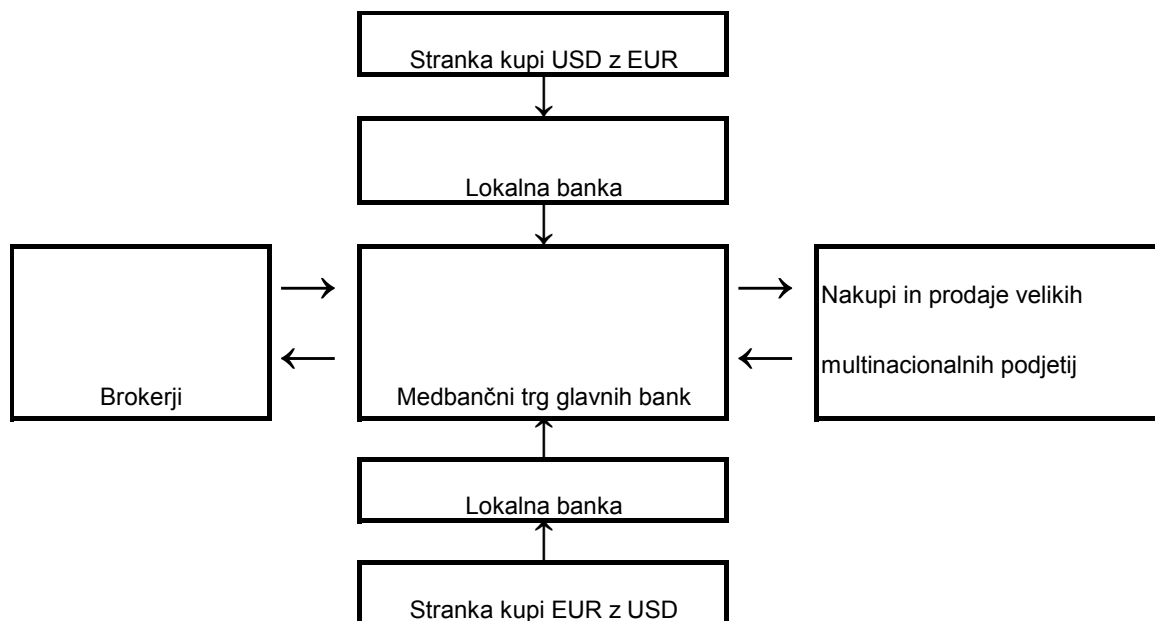 Stranka kupi USD z EUR
Lokalna banka
Nakupi in prodaje velikih
multinacionalnih podjetij
Brokerji
Medbančni trg glavnih bank
Lokalna banka
Stranka kupi EUR z USD